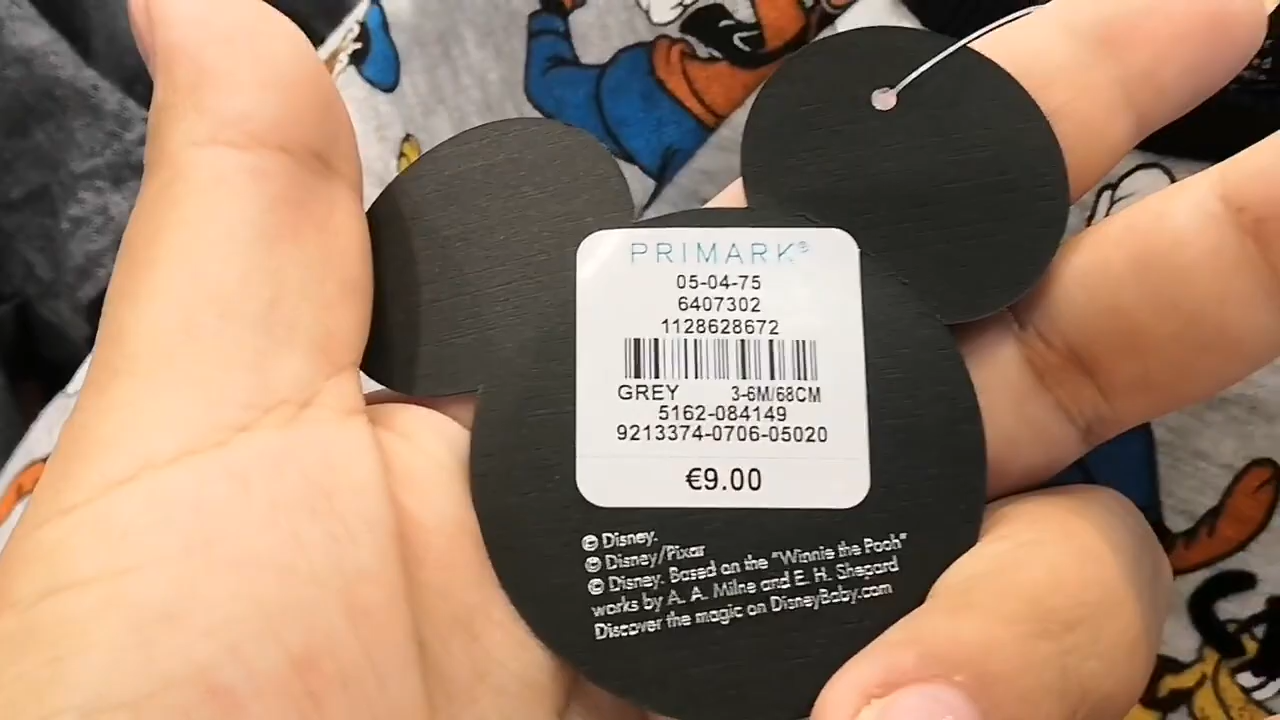 PRIMARK®
05-04-75
6407302
1128628672
GREY 3-6M/68CM
5162-084149
9213374-0706-05020
€9.00
© Disney.
© Disney/Pixar
© Disney. Based on the "Winnie the Pooh"
works by A. A. Milne and E. H. Shepard
Discover the magic on DisneyBaby.com